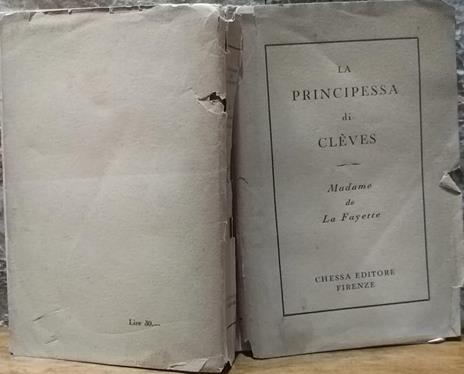 LA
PRINCIPESSA
di
CLÈVES
Madame
de
La Fayette
CHESSA EDITORE
FIRENZE
Lire 30,—